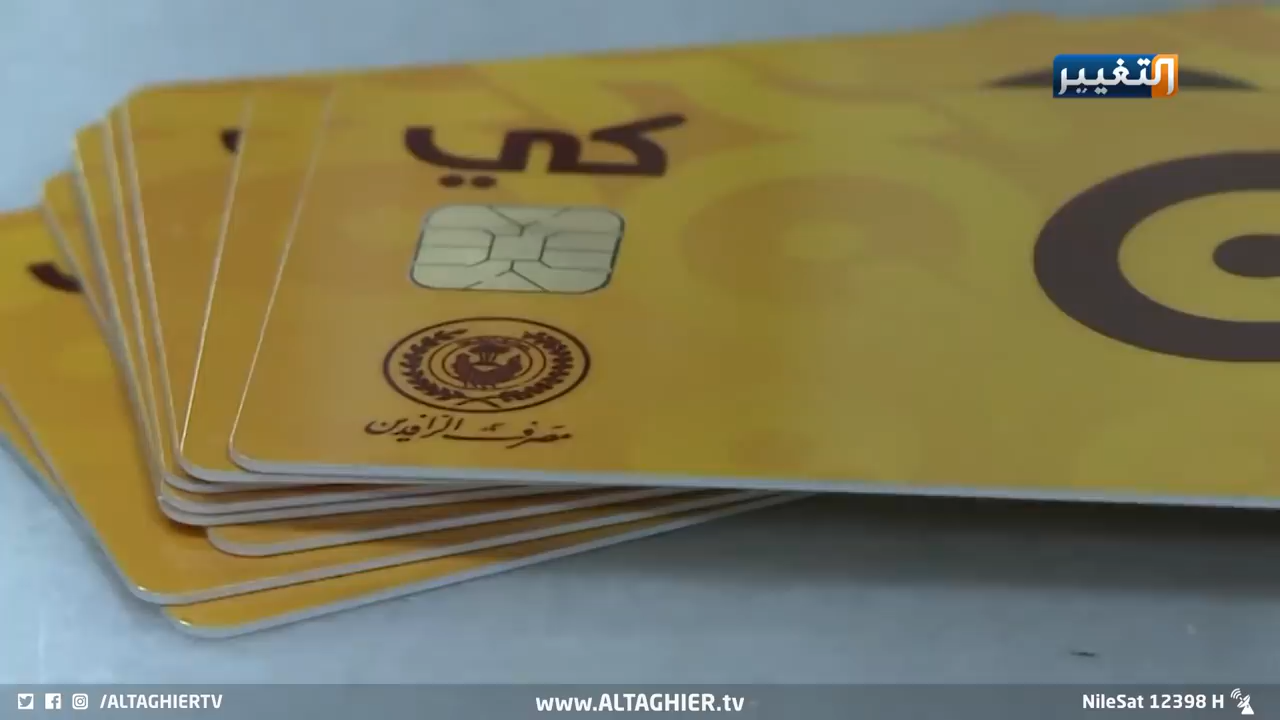 التغيير
كي
مصرف الرافدين
/ALTAGHIERTV
www.ALTAGHIER.tv
NileSat 12398 H